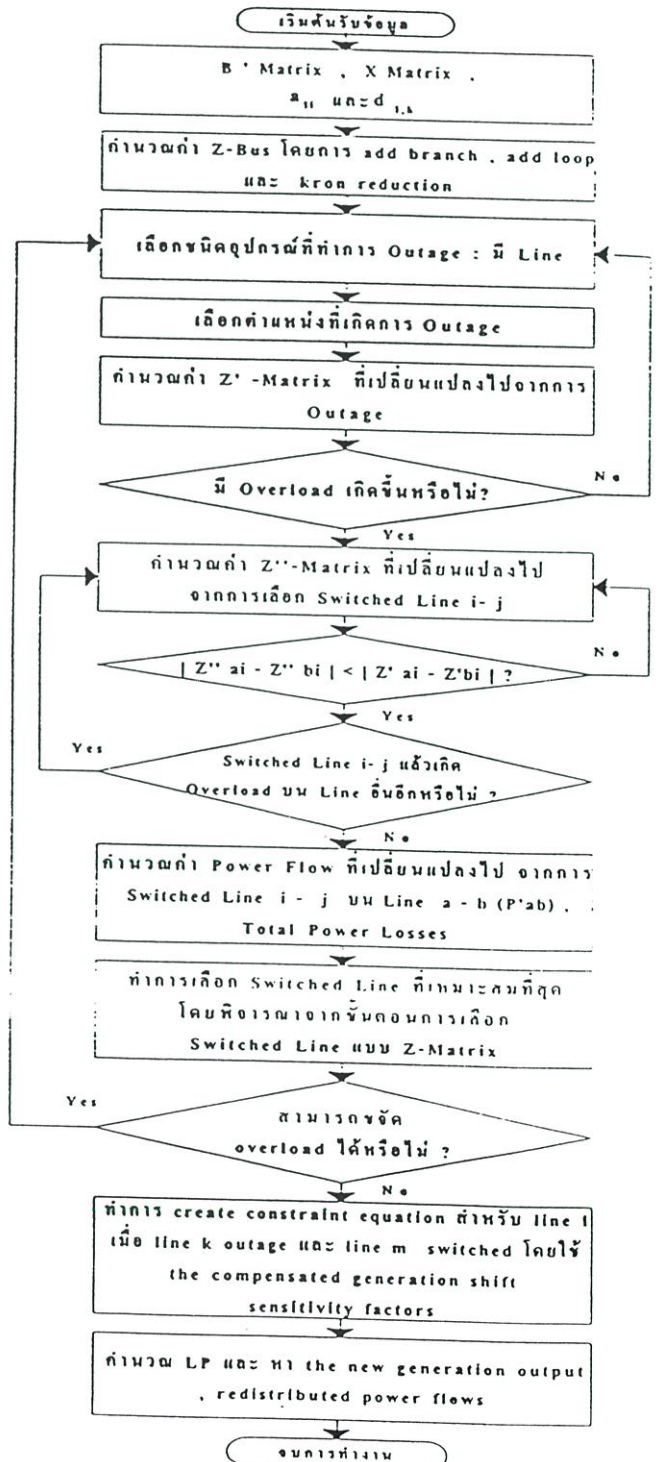 เริ่มต้นรับข้อมูล
B ' Matrix , X Matrix ,
และ d
คำนวณค่า Z-Bus โดยการ add branch , add loop
และ kron reduction
เลือกชนิดอุปกรณ์ที่ทำการ Outage : มี Line
เลือกตำแหน่งที่เกิดการ Outage
คำนวณค่า Z' -Matrix ที่เปลี่ยนแปลงไปจากการ
Outage
มี Overload เกิดขึ้นหรือไม่?
No
Yes
คำนวณค่า Z''-Matrix ที่เปลี่ยนแปลงไป
จากการเลือก Switched Line i- j
| Z'' ai - Z'' bi | < | Z' ai - Z'bi | ?
No
Yes
Yes
Switched Line i- j แล้วเกิด
Overload บน Line อื่นอีกหรือไม่ ?
No
คำนวณค่า Power Flow ที่เปลี่ยนแปลงไป จากการ
Switched Line i - j บน Line a - b (P'ab) ,
Total Power Losses
ทำการเลือก Switched Line ที่เหมาะสมที่สุด
โดยพิจารณาจากขั้นตอนการเลือก
Switched Line แบบ Z-Matrix
Yes
สามารถขจัด
overload ได้หรือไม่ ?
No
ทำการ create constraint equation สำหรับ line l
เมื่อ line k outage และ line m switched โดยใช้
the compensated generation shift
sensitivity factors
คำนวณ LP และ หา the new generation output
, redistributed power flows
จบการทำงาน